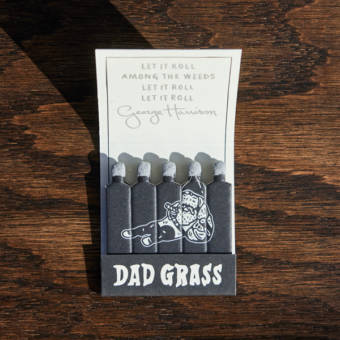 LET IT ROLL
AMONG THE WEEDS
LET IT ROLL
LET IT ROLL
George Harrison
DAD GRASS